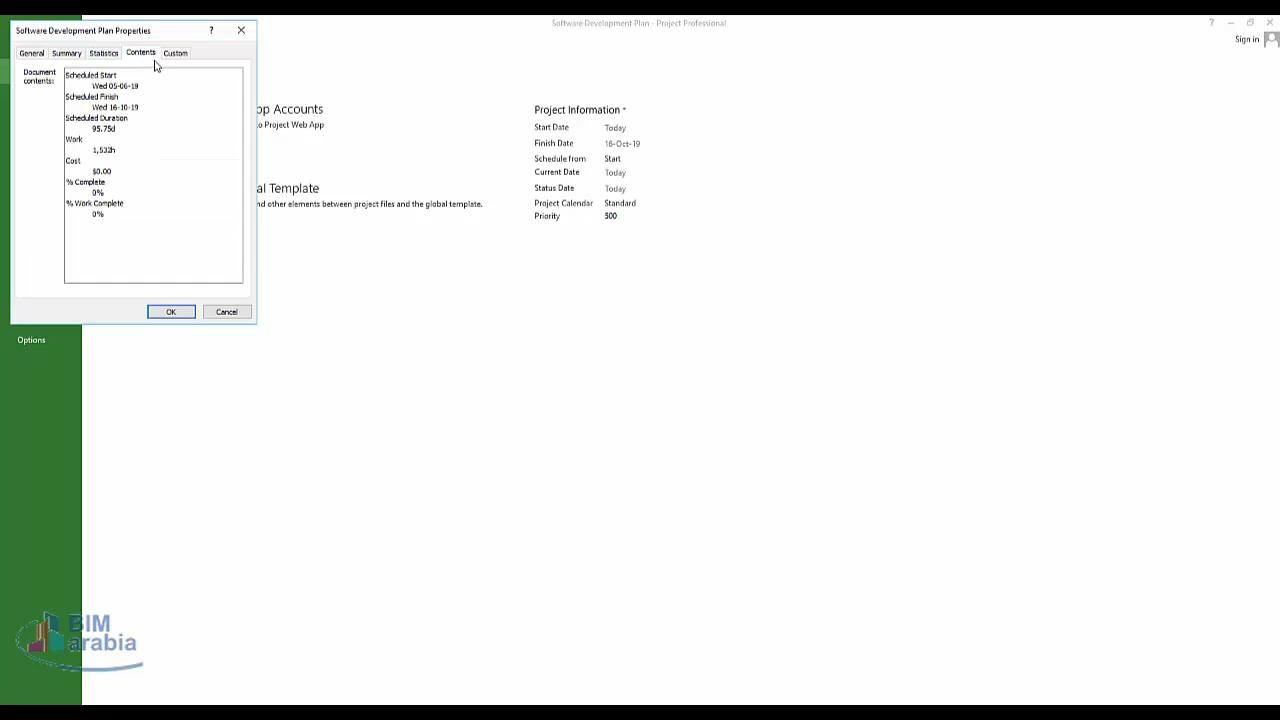 Software Development Plan Properties
?
General Summary Statistics Contents Custom
Document contents:
Scheduled Start
Wed 05-06-19
Scheduled Finish
Wed 16-10-19
Scheduled Duration
95.75d
Work
1,532h
Cost
$0.00
% Complete
0%
% Work Complete
0%
OK Cancel
Software Development Plan - Project Professional
?
Sign in
pp Accounts
to Project Web App
al Template
nd other elements between project files and the global template.
Project Information
Start Date Today
Finish Date 16-Oct-19
Schedule from Start
Current Date Today
Status Date Today
Project Calendar Standard
Priority 500
Options
BIM
arabia